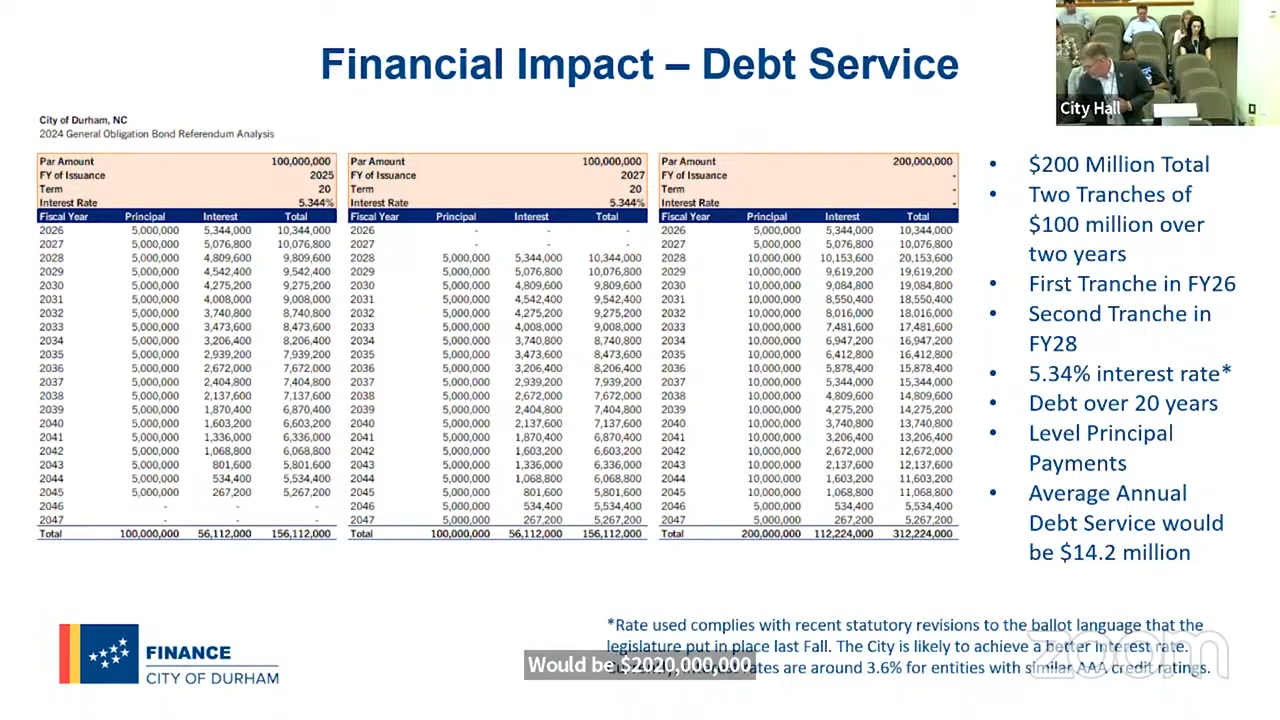 Financial Impact – Debt Service
City Hall
City of Durham, NC
2024 General Obligation Bond Referendum Analysis
Par Amount 100,000,000
FY of Issuance 2025
Term 20
Interest Rate 5.344%
Fiscal Year Principal Interest Total
2026 5,000,000 5,344,000 10,344,000
2027 5,000,000 5,076,800 10,076,800
2028 5,000,000 4,809,600 9,809,600
2029 5,000,000 4,542,400 9,542,400
2030 5,000,000 4,275,200 9,275,200
2031 5,000,000 4,008,000 9,008,000
2032 5,000,000 3,740,800 8,740,800
2033 5,000,000 3,473,600 8,473,600
2034 5,000,000 3,206,400 8,206,400
2035 5,000,000 2,939,200 7,939,200
2036 5,000,000 2,672,000 7,672,000
2037 5,000,000 2,404,800 7,404,800
2038 5,000,000 2,137,600 7,137,600
2039 5,000,000 1,870,400 6,870,400
2040 5,000,000 1,603,200 6,603,200
2041 5,000,000 1,336,000 6,336,000
2042 5,000,000 1,068,800 6,068,800
2043 5,000,000 801,600 5,801,600
2044 5,000,000 534,400 5,534,400
2045 5,000,000 267,200 5,267,200
2046 - - -
2047 - - -
Total 100,000,000 56,112,000 156,112,000
Par Amount 100,000,000
FY of Issuance 2027
Term 20
Interest Rate 5.344%
Fiscal Year Principal Interest Total
2026 - - -
2027 - - -
2028 5,000,000 5,344,000 10,344,000
2029 5,000,000 5,076,800 10,076,800
2030 5,000,000 4,809,600 9,809,600
2031 5,000,000 4,542,400 9,542,400
2032 5,000,000 4,275,200 9,275,200
2033 5,000,000 4,008,000 9,008,000
2034 5,000,000 3,740,800 8,740,800
2035 5,000,000 3,473,600 8,473,600
2036 5,000,000 3,206,400 8,206,400
2037 5,000,000 2,939,200 7,939,200
2038 5,000,000 2,672,000 7,672,000
2039 5,000,000 2,404,800 7,404,800
2040 5,000,000 2,137,600 7,137,600
2041 5,000,000 1,870,400 6,870,400
2042 5,000,000 1,603,200 6,603,200
2043 5,000,000 1,336,000 6,336,000
2044 5,000,000 1,068,800 6,068,800
2045 5,000,000 801,600 5,801,600
2046 5,000,000 534,400 5,534,400
2047 5,000,000 267,200 5,267,200
Total 100,000,000 56,112,000 156,112,000
Par Amount 200,000,000
FY of Issuance -
Term -
Interest Rate -
Fiscal Year Principal Interest Total
2026 5,000,000 5,344,000 10,344,000
2027 5,000,000 5,076,800 10,076,800
2028 10,000,000 10,153,600 20,153,600
2029 10,000,000 9,619,200 19,619,200
2030 10,000,000 9,084,800 19,084,800
2031 10,000,000 8,550,400 18,550,400
2032 10,000,000 8,016,000 18,016,000
2033 10,000,000 7,481,600 17,481,600
2034 10,000,000 6,947,200 16,947,200
2035 10,000,000 6,412,800 16,412,800
2036 10,000,000 5,878,400 15,878,400
2037 10,000,000 5,344,000 15,344,000
2038 10,000,000 4,809,600 14,809,600
2039 10,000,000 4,275,200 14,275,200
2040 10,000,000 3,740,800 13,740,800
2041 10,000,000 3,206,400 13,206,400
2042 10,000,000 2,672,000 12,672,000
2043 10,000,000 2,137,600 12,137,600
2044 10,000,000 1,603,200 11,603,200
2045 10,000,000 1,068,800 11,068,800
2046 5,000,000 534,400 5,534,400
2047 5,000,000 267,200 5,267,200
Total 200,000,000 112,224,000 312,224,000
• $200 Million Total
• Two Tranches of
$100 million over
two years
• First Tranche in FY26
• Second Tranche in
FY28
• 5.34% interest rate*
• Debt over 20 years
• Level Principal
Payments
• Average Annual
Debt Service would
be $14.2 million
*Rate used complies with recent statutory revisions to the ballot language that the
legislature put in place last Fall. The City is likely to achieve a better interest rate.
rates are around 3.6% for entities with similar AAA credit ratings.
Would be $2020,000,000
zoom
FINANCE
CITY OF DURHAM